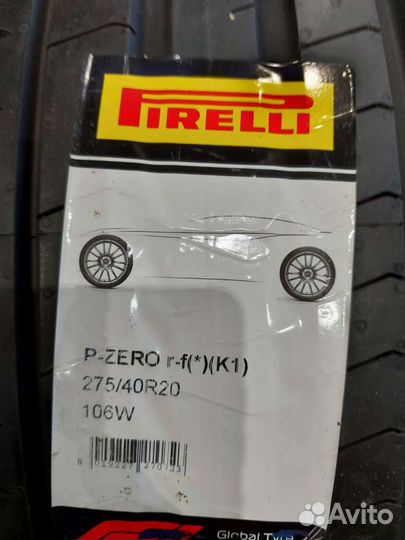 PIRELLI
P-ZERO r-f(*)(K1)
275/40R20
106W
Global Tyre
Avito